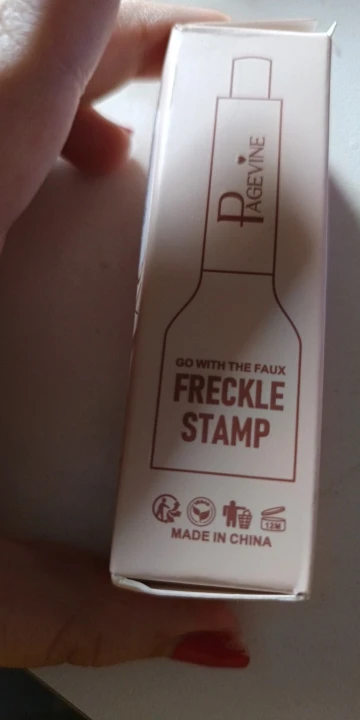 PAGEVINE
GO WITH THE FAUX
FRECKLE
STAMP
12M
MADE IN CHINA